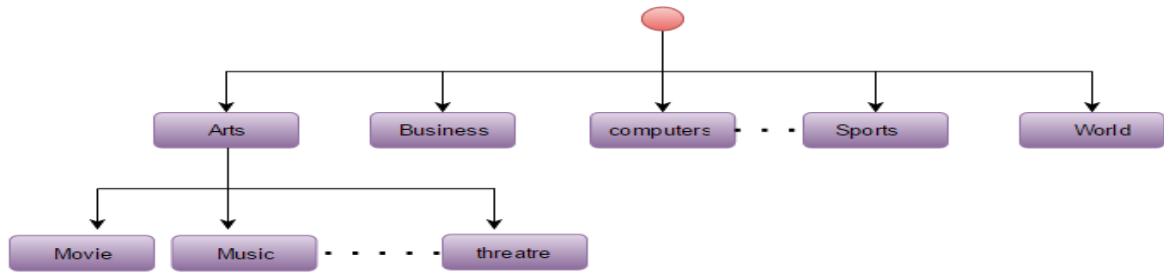 Arts
Business
computers
Sports
World
Movie
Music
threatre